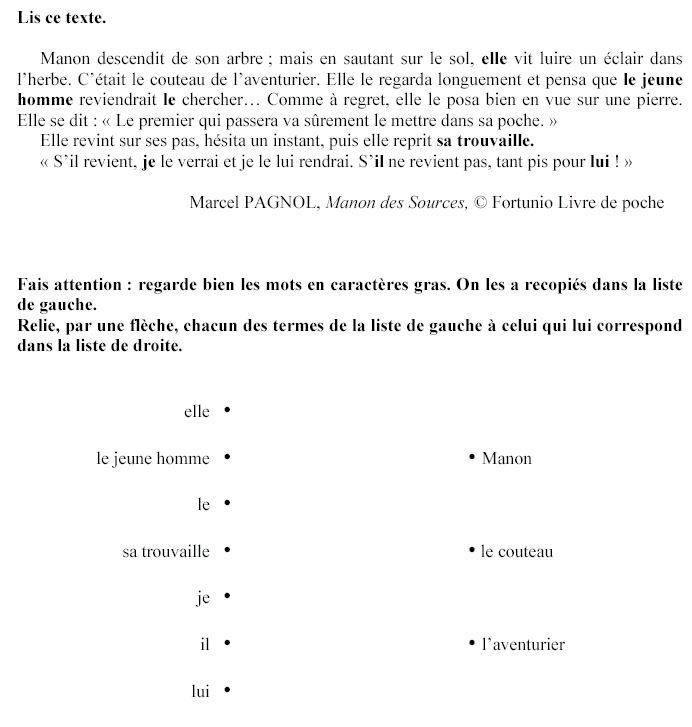 Lis ce texte.
Manon descendit de son arbre ; mais en sautant sur le sol, elle vit luire un éclair dans
l'herbe. C'était le couteau de l'aventurier. Elle le regarda longuement et pensa que le jeune
homme reviendrait le chercher… Comme à regret, elle le posa bien en vue sur une pierre.
Elle se dit : « Le premier qui passera va sûrement le mettre dans sa poche. »
Elle revint sur ses pas, hésita un instant, puis elle reprit sa trouvaille.
« S'il revient, je le verrai et je le lui rendrai. S'il ne revient pas, tant pis pour lui ! »
Marcel PAGNOL, Manon des Sources, © Fortunio Livre de poche
Fais attention : regarde bien les mots en caractères gras. On les a recopiés dans la liste
de gauche.
Relie, par une flèche, chacun des termes de la liste de gauche à celui qui lui correspond
dans la liste de droite.
elle •
le jeune homme • • Manon
le •
sa trouvaille • • le couteau
je •
il • • l'aventurier
lui •